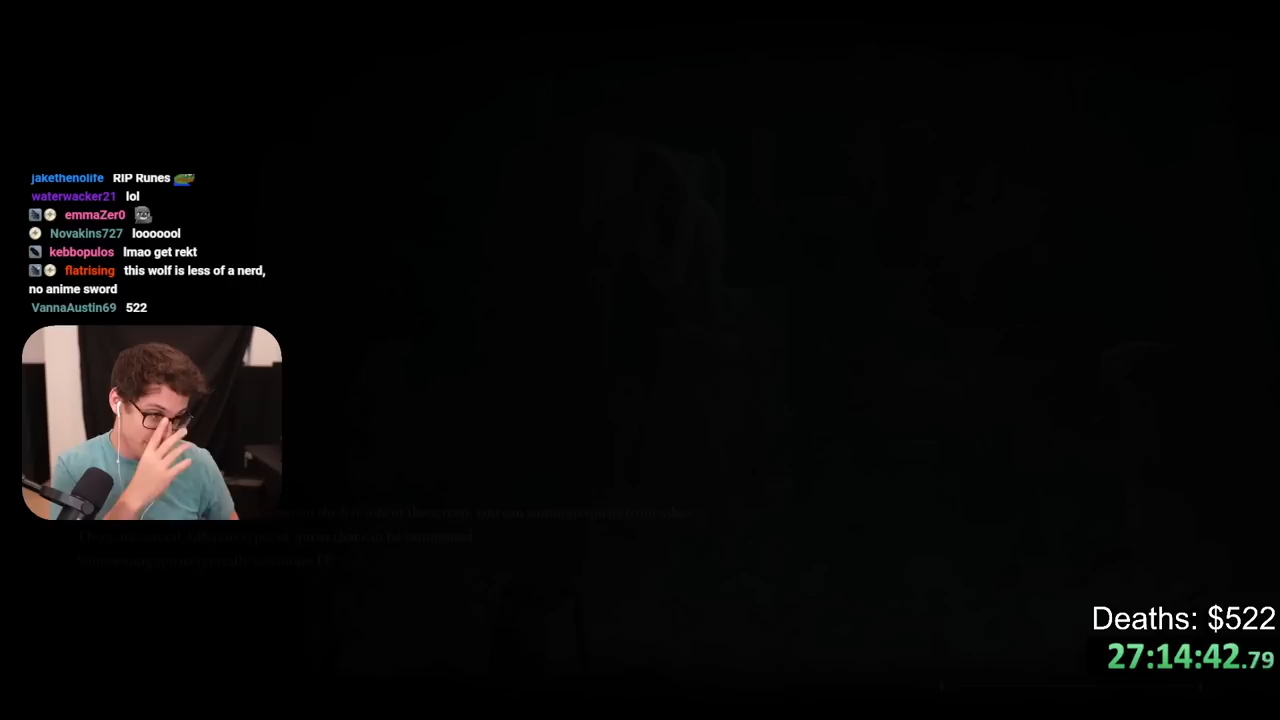 jakethenolife RIP Runes
waterwacker21 lol
emmaZer0
Novakins727 looooool
kebbopulos lmao get rekt
flatrising this wolf is less of a nerd,
no anime sword
VannaAustin69 522
Deaths: $522
27:14:42.79